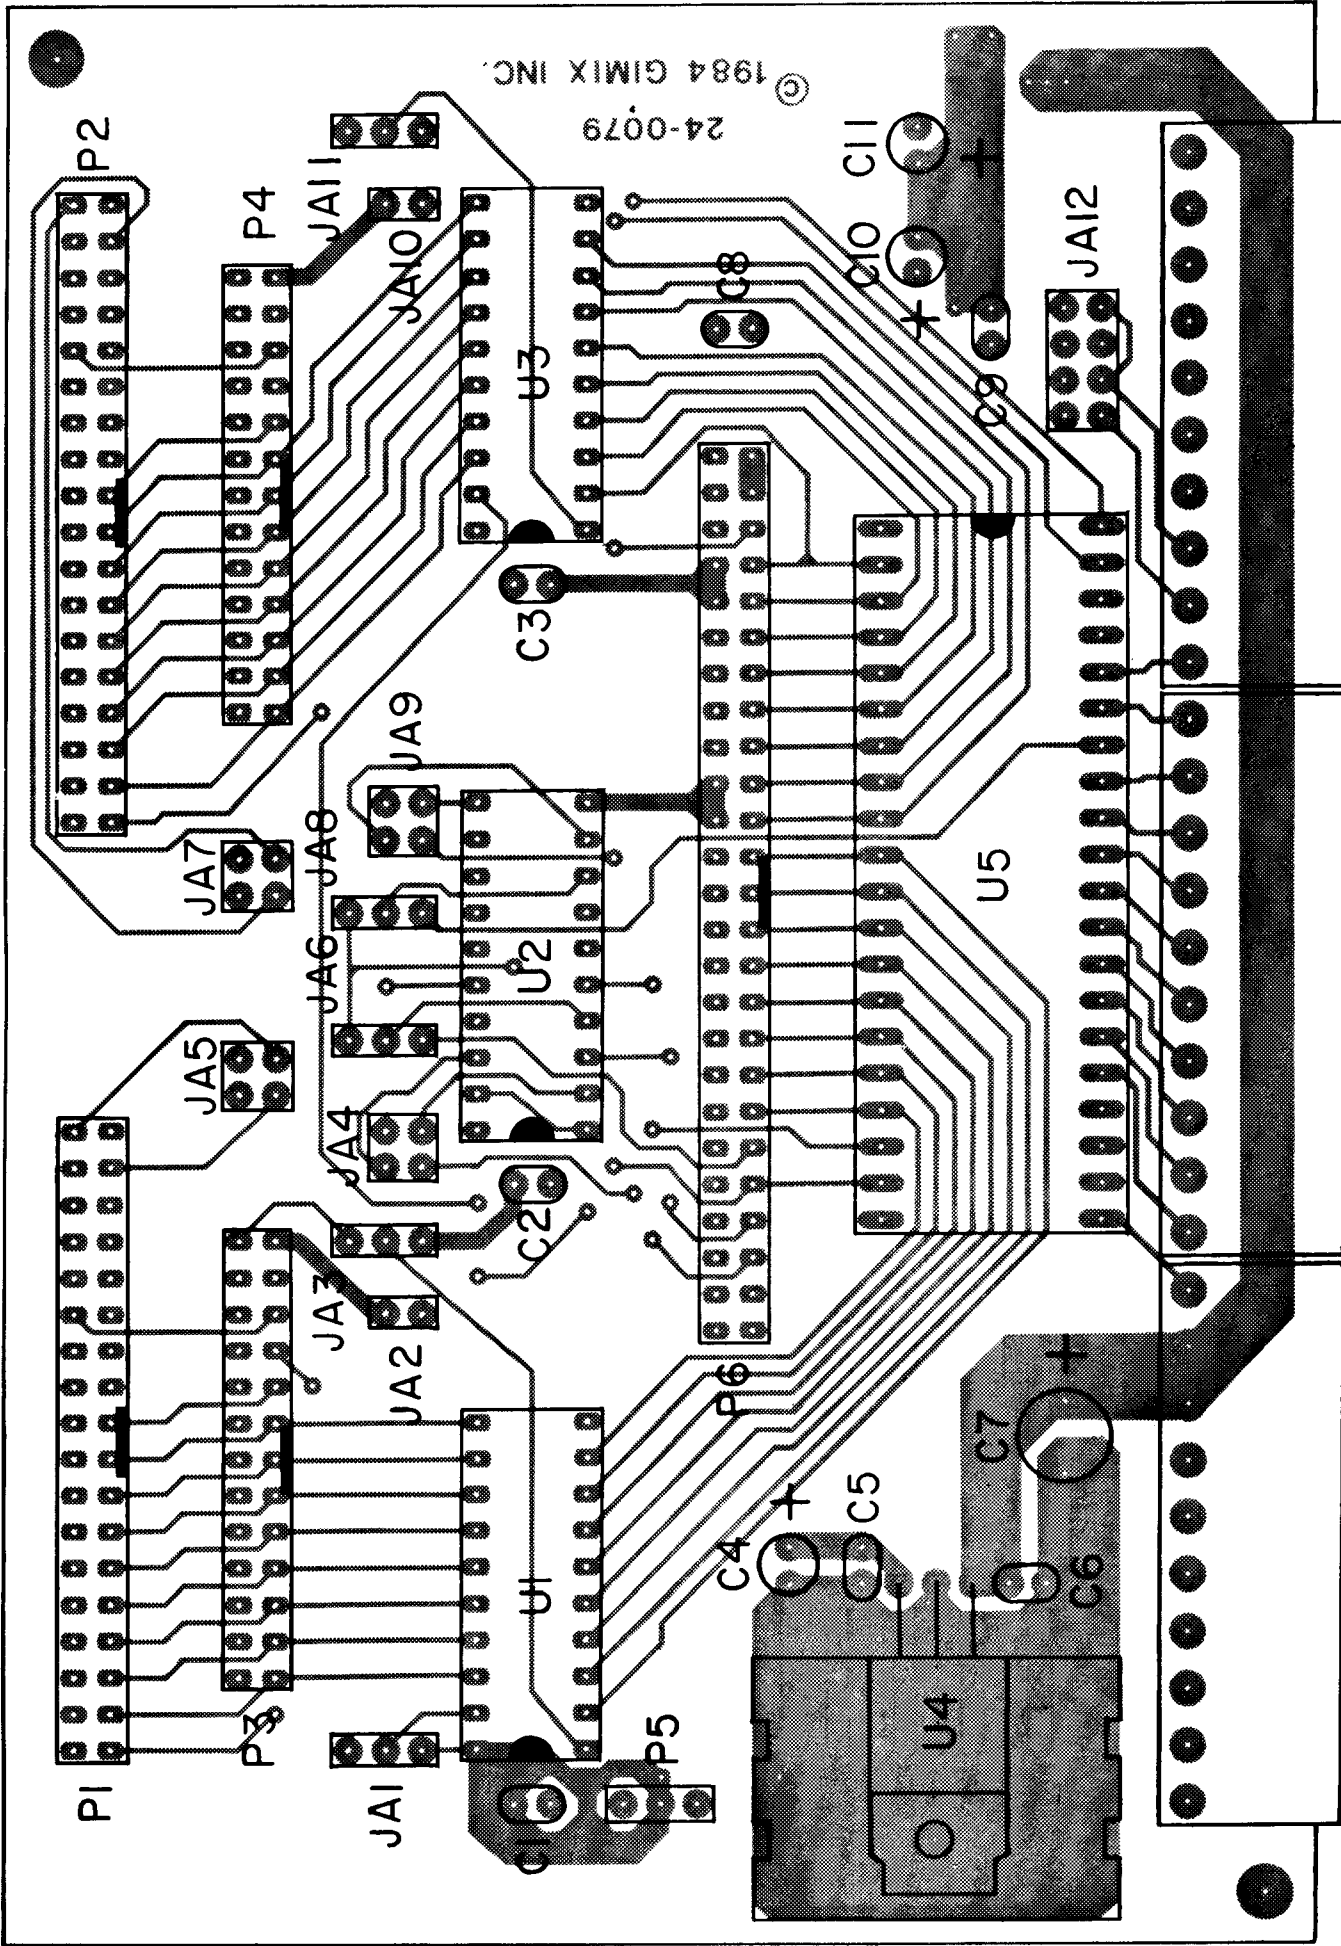 © 1984 GIMIX INC.
24-0079
P2
P4
JA11
JA10
C11
C10
JA12
C8
U3
C9
C3
JA9
JA8
JA7
U2
U5
JA6
JA5
JA4
C2
JA3
JA2
P6
C7
C5
C4
C6
U1
U4
P3
P5
P1
JA1
C1
+
+
+
+